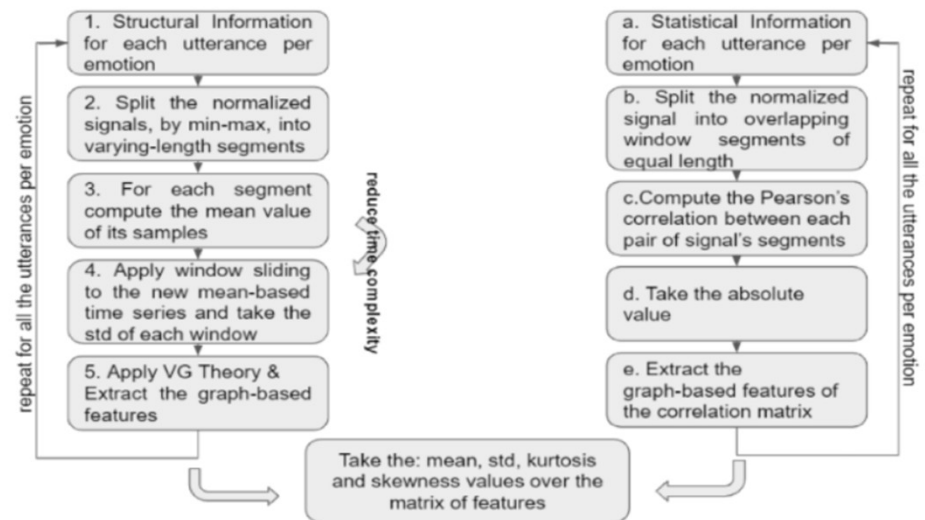 1. Structural Information
for each utterance per
emotion
2. Split the normalized
signals, by min-max, into
varying-length segments
3. For each segment
compute the mean value
of its samples
4. Apply window sliding
to the new mean-based
time series and take the
std of each window
5. Apply VG Theory &
Extract the graph-based
features
repeat for all the utterances per emotion
reduce time complexity
a. Statistical Information
for each utterance per
emotion
b. Split the normalized
signal into overlapping
window segments of
equal length
c.Compute the Pearson's
correlation between each
pair of signal's segments
d. Take the absolute
value
e. Extract the
graph-based features of
the correlation matrix
repeat for all the utterances per emotion
Take the: mean, std, kurtosis
and skewness values over the
matrix of features